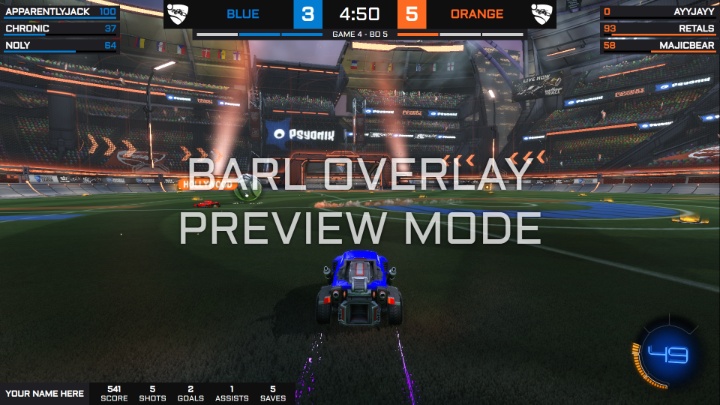 APPARENTLYJACK 100
CHRONIC 37
NOLY 64
BLUE 3 4:50 5 ORANGE
GAME 4 - BO 5
0 AYYJAYY
93 RETALS
58 MAJICBEAR
PSYONIX
BARL OVERLAY
PREVIEW MODE
49
YOUR NAME HERE
541 5 2 1 5
SCORE SHOTS GOALS ASSISTS SAVES